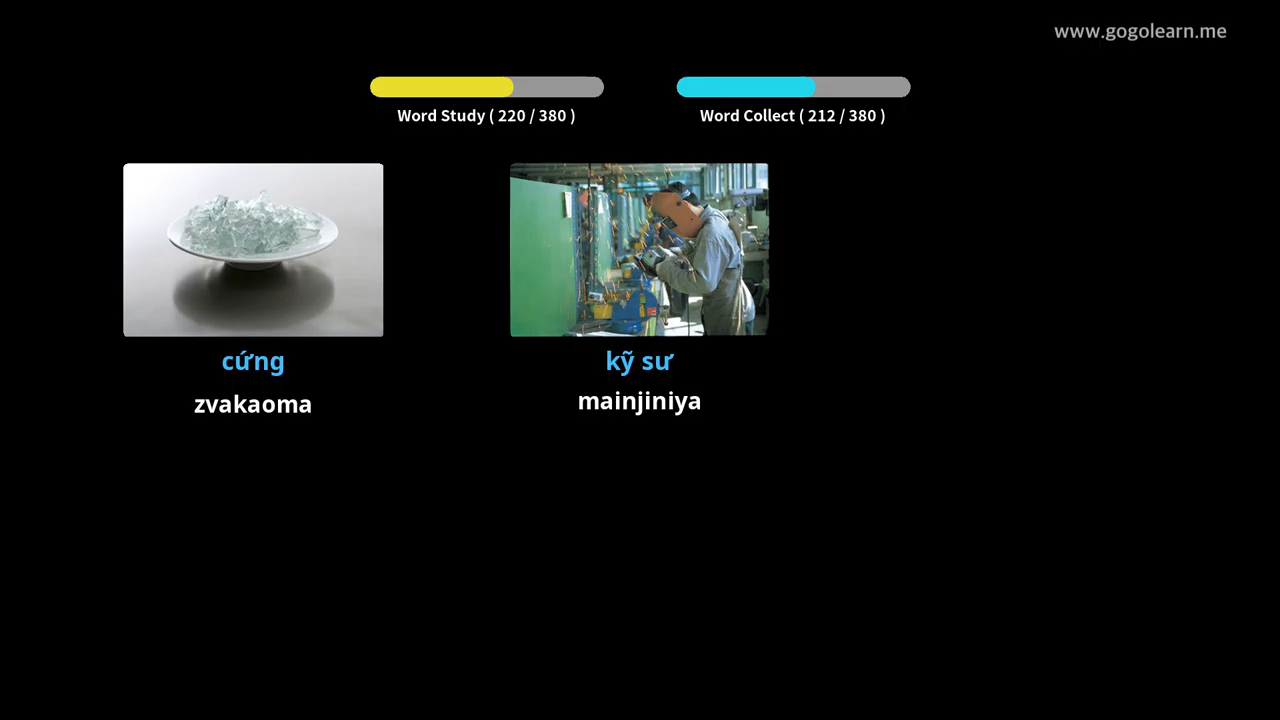 www.gogolearn.me
Word Study ( 220 / 380 )
Word Collect ( 212 / 380 )
cứng
zvakaoma
kỹ sư
mainjiniya